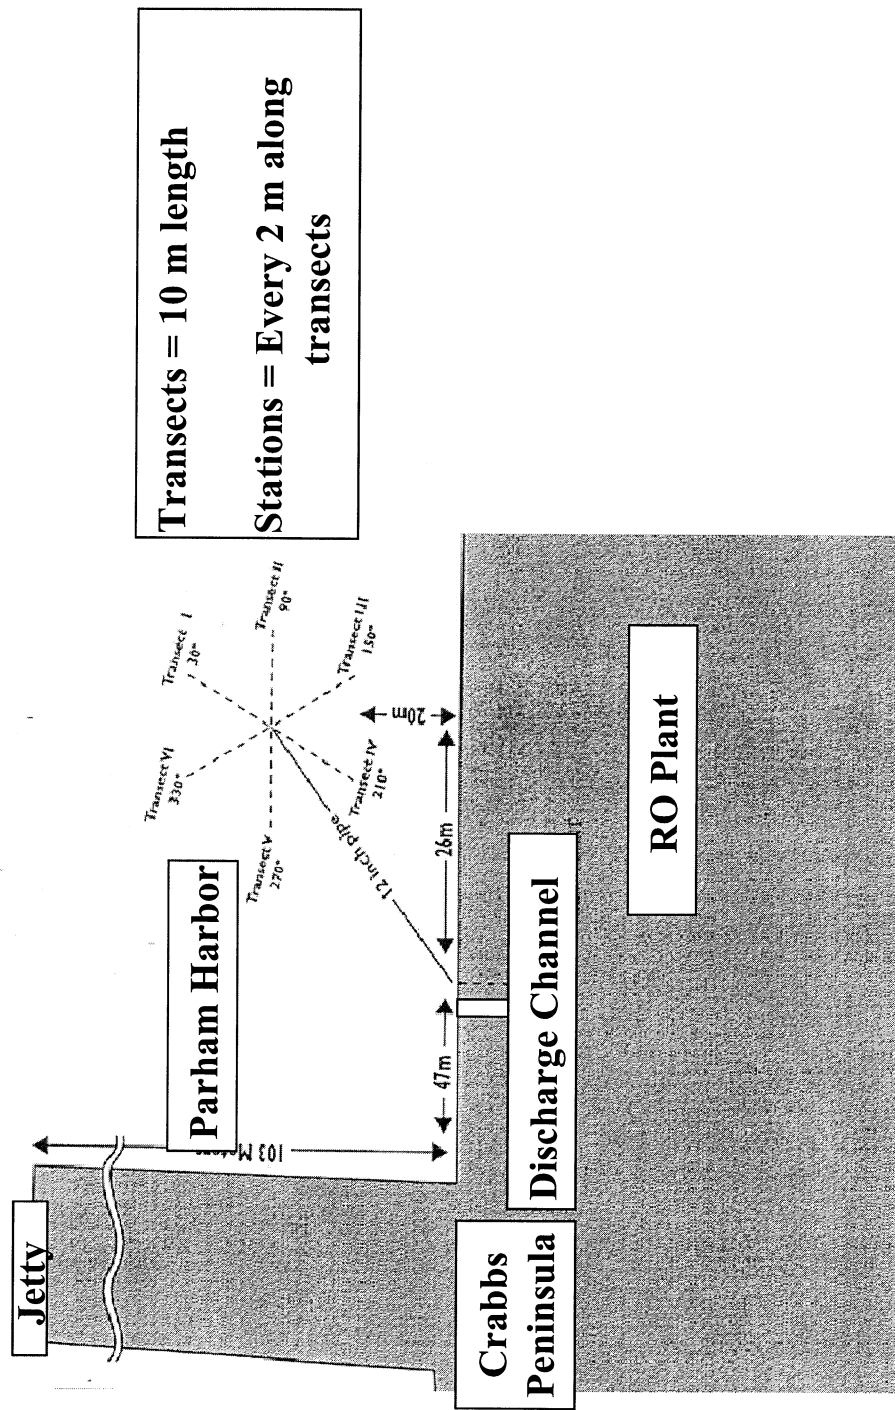 Transects = 10 m length
Stations = Every 2 m along
transects
Transect I
30°
Transect II
90°
Transect III
150°
Transect IV
210°
Transect V
270°
Transect VI
330°
12 inch pipe
20m
26m
47m
Parham Harbor
103
Jetty
Crabbs
Peninsula
Discharge Channel
RO Plant